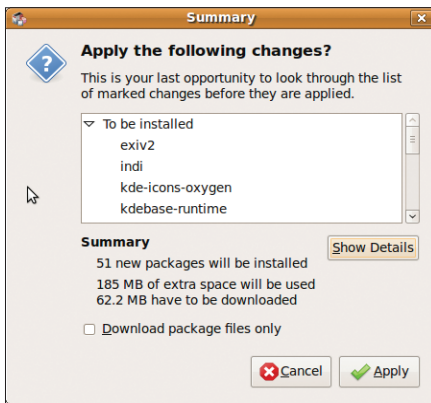 Summary
Apply the following changes?
This is your last opportunity to look through the list
of marked changes before they are applied.
To be installed
exiv2
indi
kde-icons-oxygen
kdebase-runtime
Summary
Show Details
51 new packages will be installed
185 MB of extra space will be used
62.2 MB have to be downloaded
Download package files only
Cancel
Apply